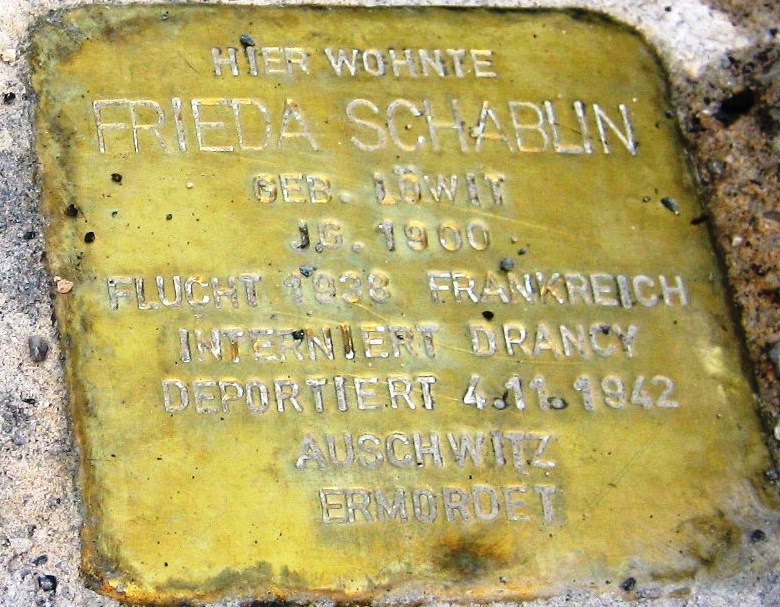 HIER WOHNTE
FRIEDA SCHABLIN
GEB. LÖWIT
JG. 1900
FLUCHT 1938 FRANKREICH
INTERNIERT DRANCY
DEPORTIERT 4.11.1942
AUSCHWITZ
ERMORDET